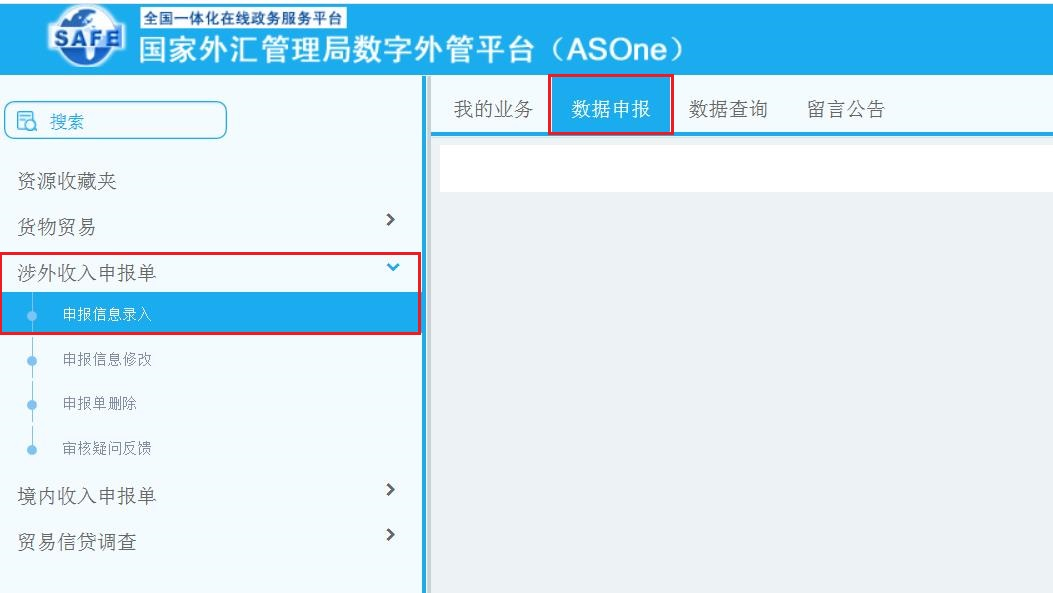 全国一体化在线政务服务平台
SAFE
国家外汇管理局数字外管平台（ASOne）
搜索
我的业务 数据申报 数据查询 留言公告
资源收藏夹
货物贸易
涉外收入申报单
申报信息录入
申报信息修改
申报单删除
审核疑问反馈
境内收入申报单
贸易信贷调查